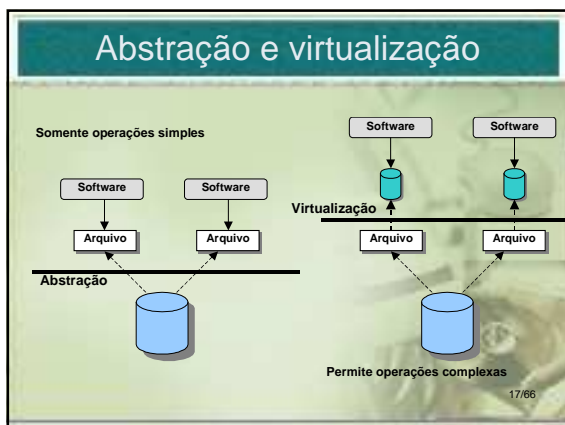 Abstração e virtualização
Somente operações simples
Software
Software
Arquivo
Arquivo
Abstração
Software
Software
Virtualização
Arquivo
Arquivo
Permite operações complexas
17/66